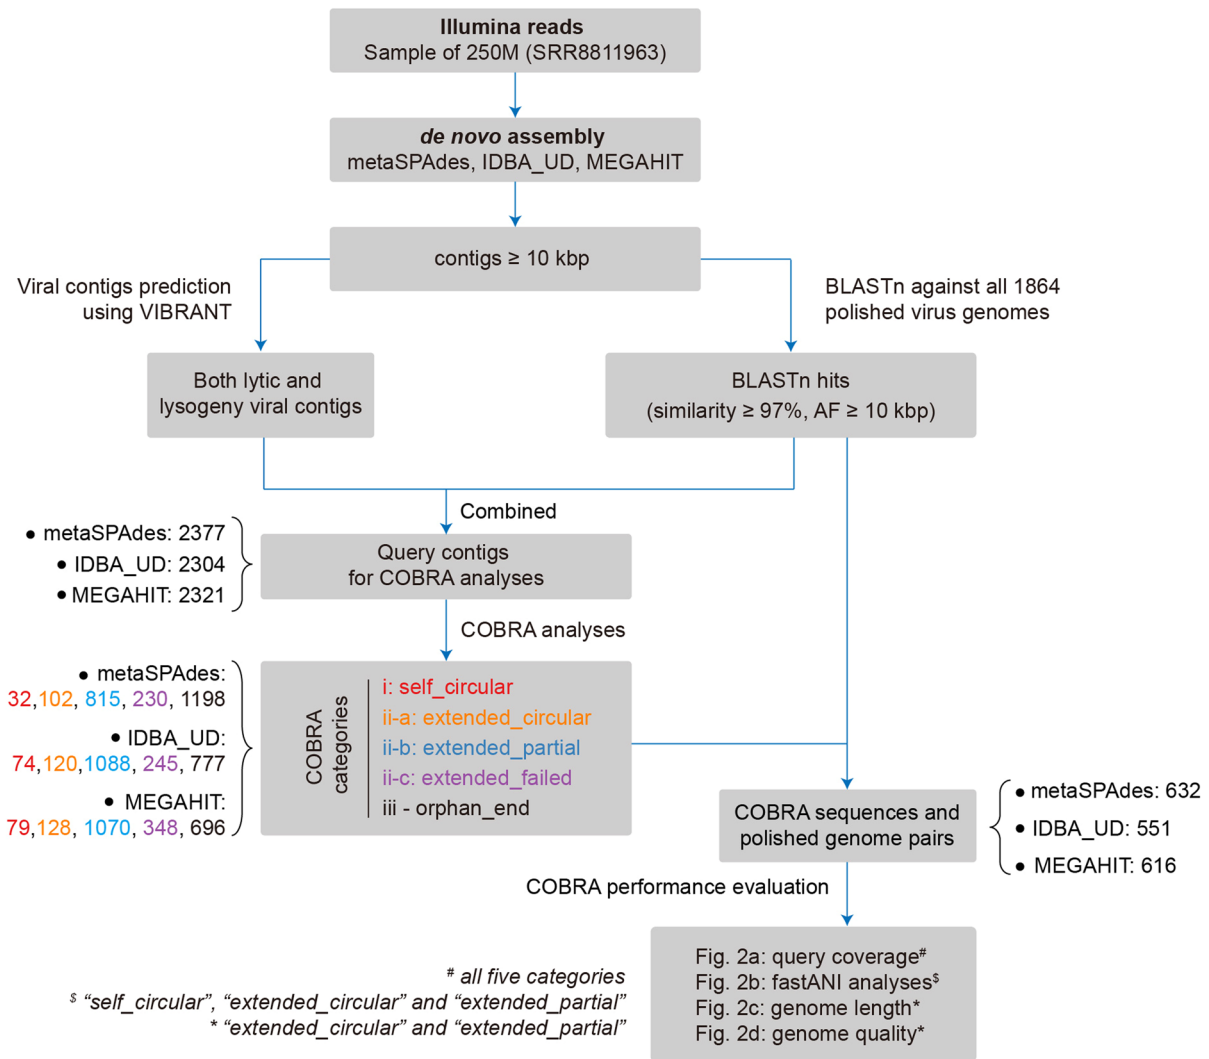 Illumina reads
Sample of 250M (SRR8811963)
de novo assembly
metaSPAdes, IDBA_UD, MEGAHIT
contigs ≥ 10 kbp
Viral contigs prediction
using VIBRANT
BLASTn against all 1864
polished virus genomes
Both lytic and
lysogeny viral contigs
BLASTn hits
(similarity ≥ 97%, AF ≥ 10 kbp)
Combined
● metaSPAdes: 2377
● IDBA_UD: 2304
● MEGAHIT: 2321
Query contigs
for COBRA analyses
COBRA analyses
● metaSPAdes:
32,102, 815, 230, 1198
● IDBA_UD:
74,120,1088, 245, 777
● MEGAHIT:
79,128, 1070, 348, 696
COBRA
categories
i: self_circular
ii-a: extended_circular
ii-b: extended_partial
ii-c: extended_failed
iii - orphan_end
COBRA sequences and
polished genome pairs
● metaSPAdes: 632
● IDBA_UD: 551
● MEGAHIT: 616
COBRA performance evaluation
Fig. 2a: query coverage#
Fig. 2b: fastANI analyses$
Fig. 2c: genome length*
Fig. 2d: genome quality*
# all five categories
$ “self_circular”, “extended_circular” and “extended_partial”
* “extended_circular” and “extended_partial”